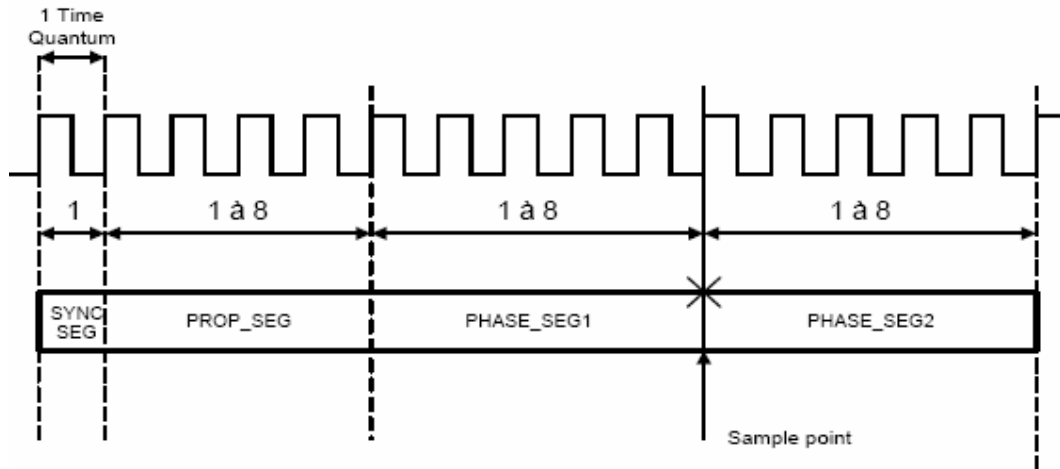 1 Time
Quantum
1
1 à 8
1 à 8
1 à 8
SYNC
SEG
PROP_SEG
PHASE_SEG1
PHASE_SEG2
Sample point